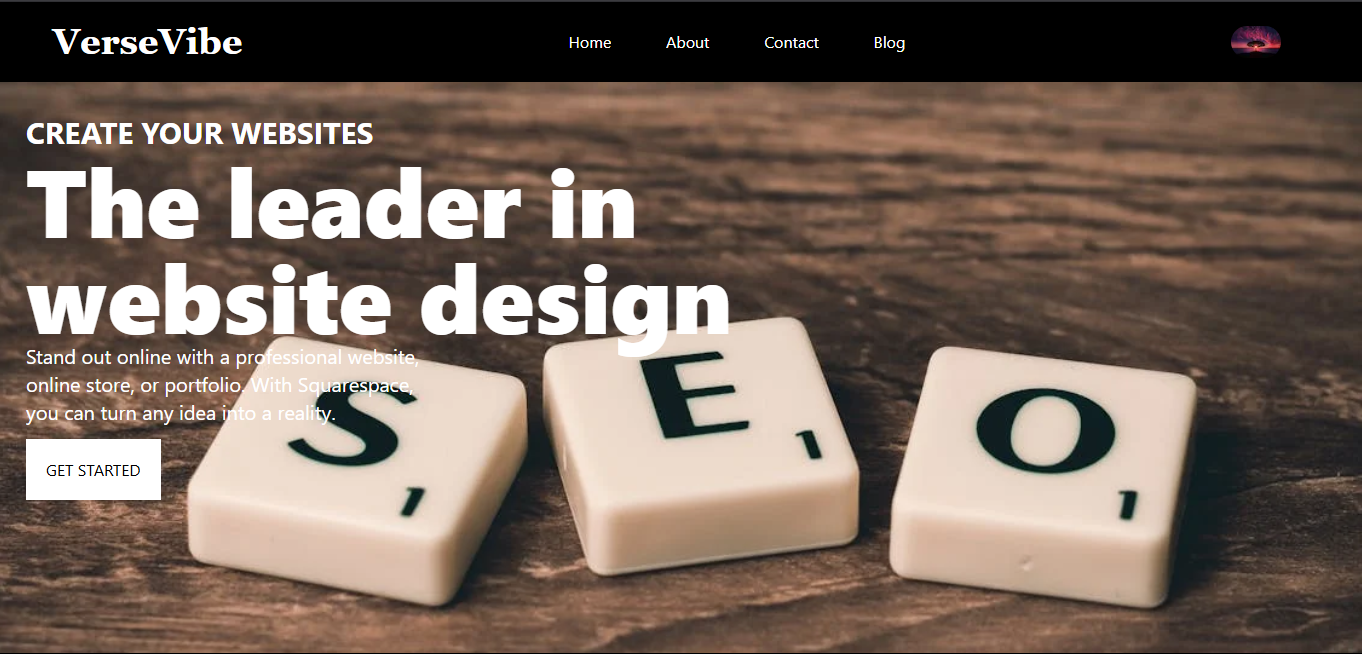 VerseVibe
Home About Contact Blog
CREATE YOUR WEBSITES
The leader in
website design
Stand out online with a professional website,
online store, or portfolio. With Squarespace,
you can turn any idea into a reality.
GET STARTED
S 1 E 1 O 1